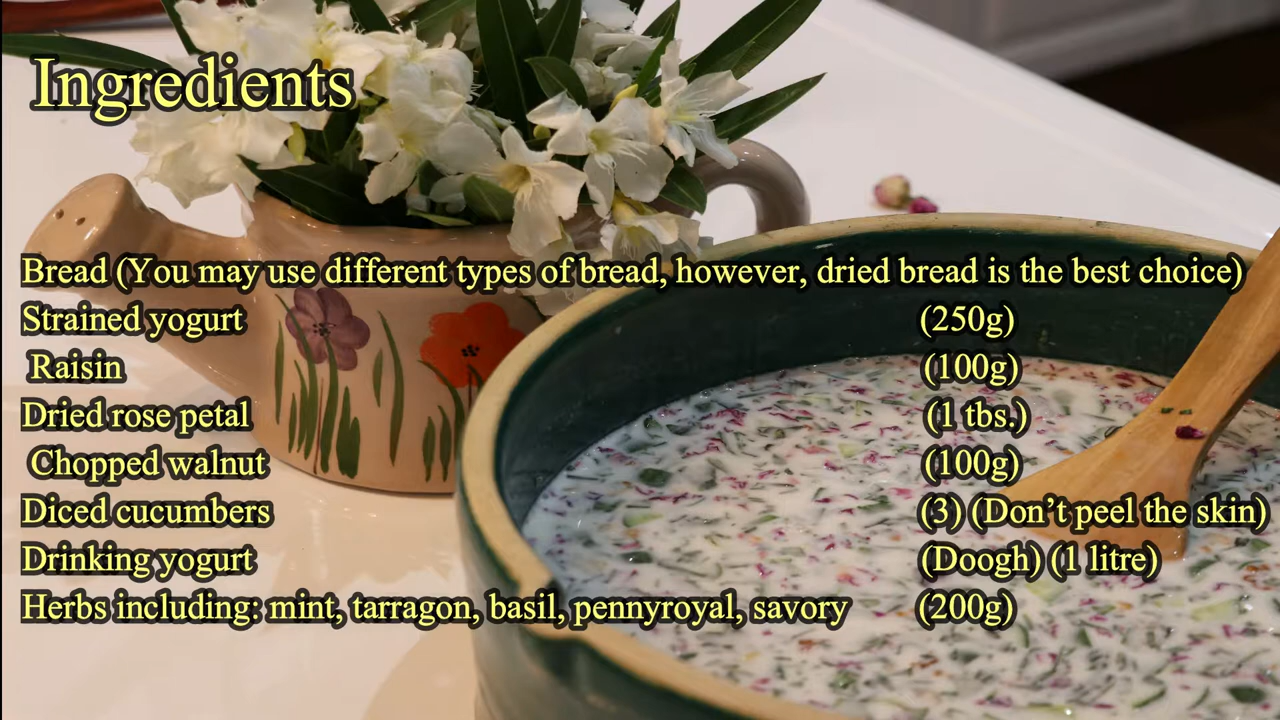 Ingredients
Bread (You may use different types of bread, however, dried bread is the best choice)
Strained yogurt (250g)
Raisin (100g)
Dried rose petal (1 tbs.)
Chopped walnut (100g)
Diced cucumbers (3) (Don’t peel the skin)
Drinking yogurt (Doogh) (1 litre)
Herbs including: mint, tarragon, basil, pennyroyal, savory (200g)